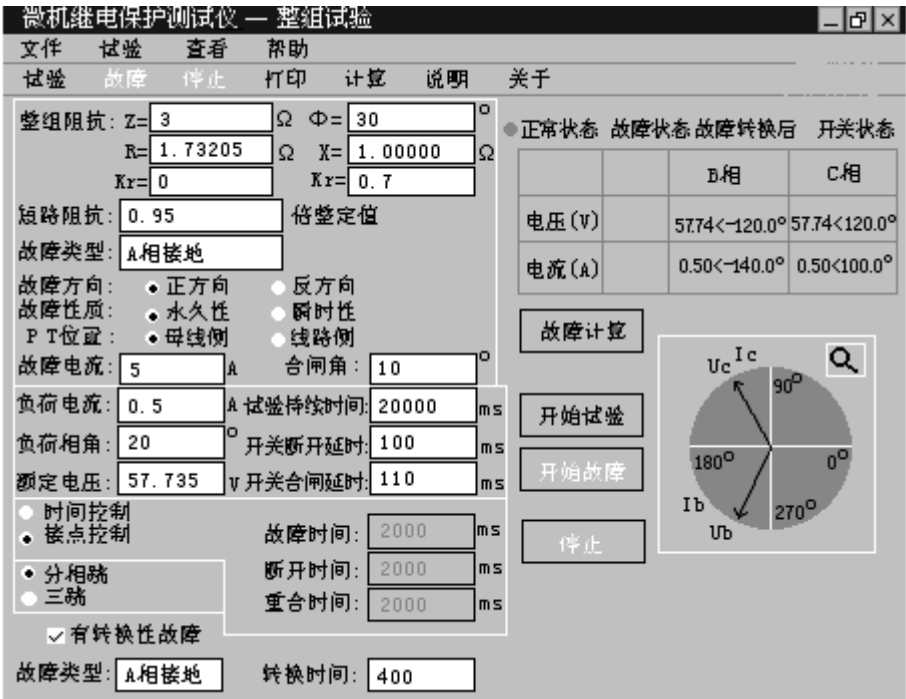 微机继电保护测试仪 — 整组试验
文件 试验 查看 帮助
试验 故障 停止 打印 计算 说明 关于
整组阻抗: Z= 3 Ω Φ= 30 °
R= 1.73205 Ω X= 1.00000 Ω
Kr= 0 Kr= 0.7
短路阻抗: 0.95 倍整定值
故障类型: A相接地
故障方向: 正方向 反方向
故障性质: 永久性 瞬时性
PT位置: 母线侧 线路侧
故障电流: 5 A 合闸角: 10 °
负荷电流: 0.5 A 试验持续时间: 20000 ms
负荷相角: 20 ° 开关断开延时: 100 ms
额定电压: 57.735 V 开关合闸延时: 110 ms
时间控制
接点控制
故障时间: 2000 ms
分相跳
断开时间: 2000 ms
三跳
重合时间: 2000 ms
有转换性故障
故障类型: A相接地 转换时间: 400
正常状态 故障状态 故障转换后 开关状态
B相 C相
电压(V) 57.74<-120.0° 57.74<120.0°
电流(A) 0.50<-140.0° 0.50<100.0°
故障计算
开始试验
开始故障
停止
Uc Ic
90°
180° 0°
Ib 270°
Ub